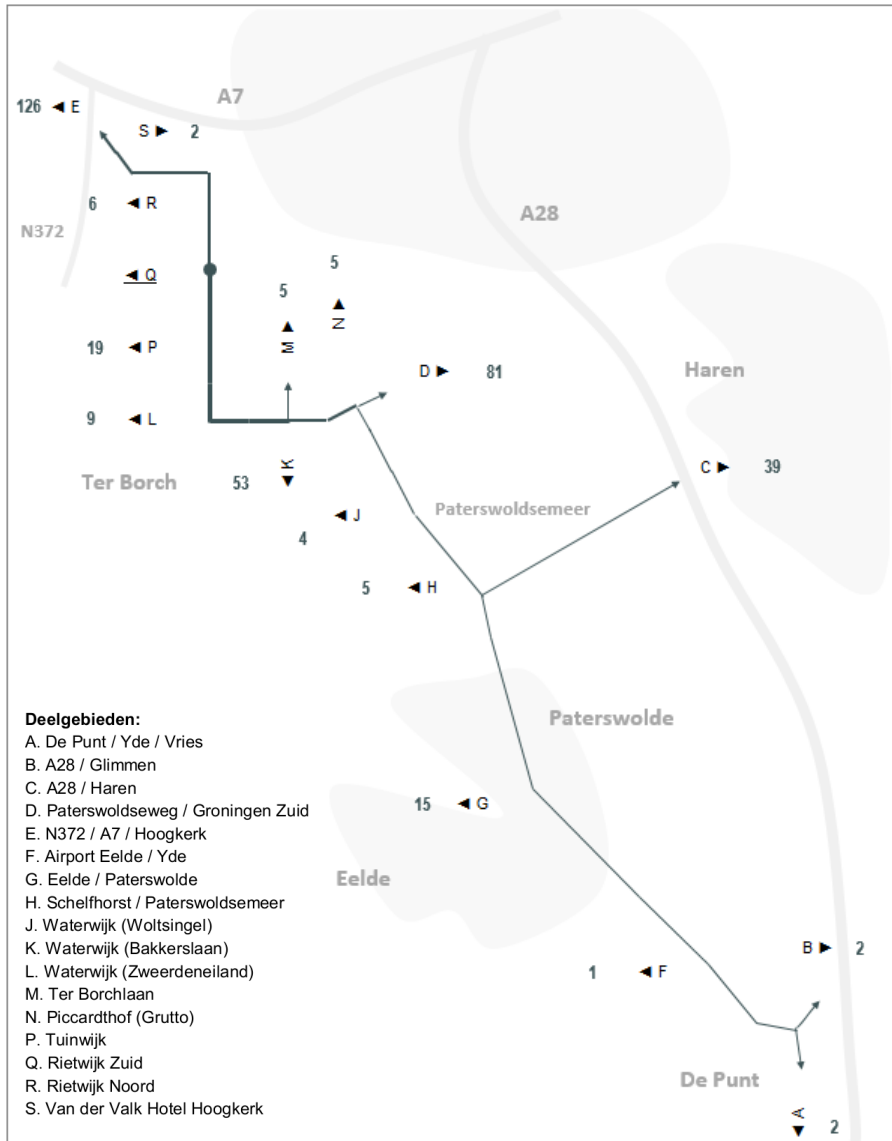 A7
126 ◄ E
S ► 2
6 ◄ R
N372
A28
◄ Q
5
5
N ►
M ►
19 ◄ P
D ► 81
Haren
9 ◄ L
Ter Borch
53
K ◄
C ► 39
Paterswoldsemeer
◄ J
4
5 ◄ H
Paterswolde
Deelgebieden:
A. De Punt / Yde / Vries
B. A28 / Glimmen
C. A28 / Haren
D. Paterswoldseweg / Groningen Zuid
E. N372 / A7 / Hoogkerk
F. Airport Eelde / Yde
G. Eelde / Paterswolde
H. Schelfhorst / Paterswoldsemeer
J. Waterwijk (Woltsingel)
K. Waterwijk (Bakkerslaan)
L. Waterwijk (Zweerdeneiland)
M. Ter Borchlaan
N. Piccardthof (Grutto)
P. Tuinwijk
Q. Rietwijk Zuid
R. Rietwijk Noord
S. Van der Valk Hotel Hoogkerk
15 ◄ G
Eelde
B ► 2
1 ◄ F
De Punt
A ◄ 2